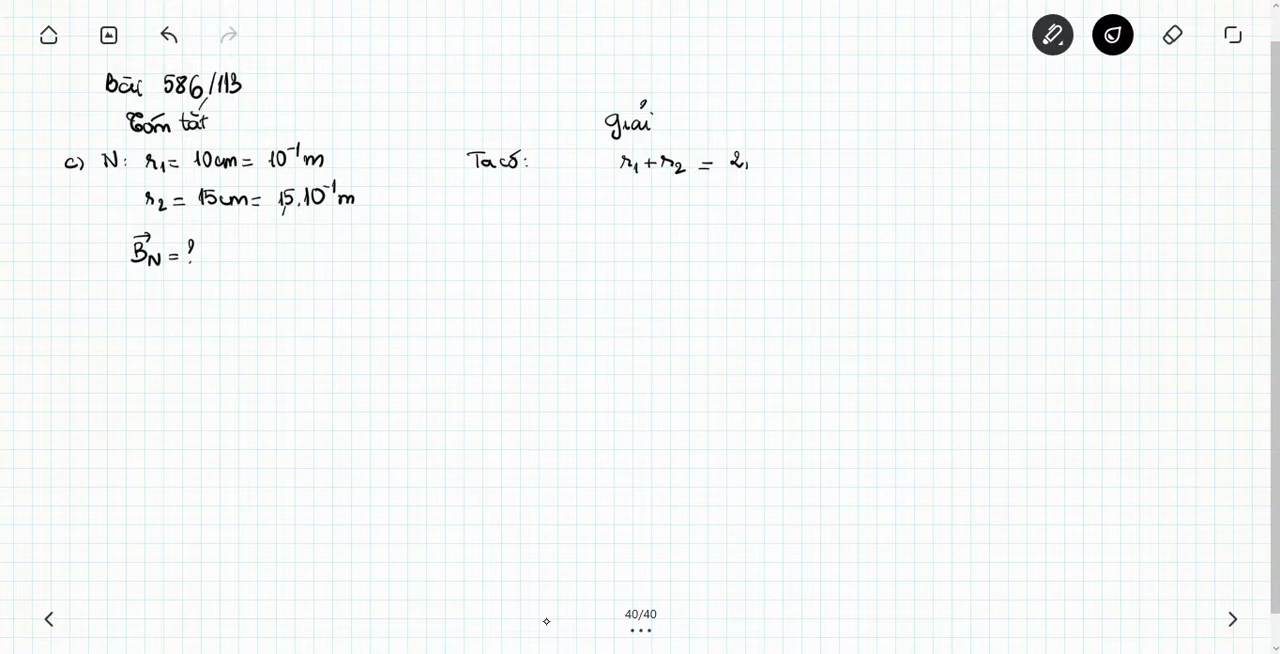 Bài 586/113
Tóm tắt
c) N: r₁ = 10cm = 10⁻¹m
r₂ = 15cm = 1,5.10⁻¹m
B⃗_N = ?
Giải
Ta có: r₁ + r₂ = 2,
40/40